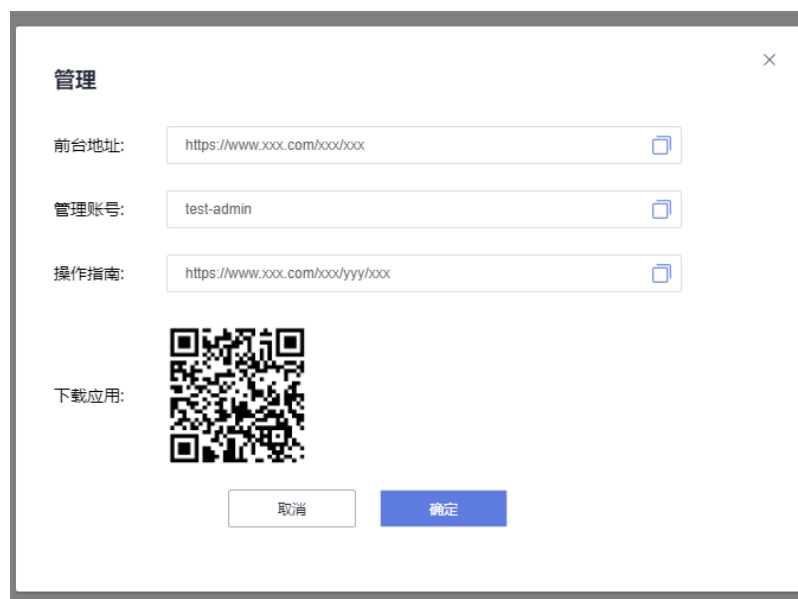 管理
前台地址: https://www.xxx.com/xxx/xxx
管理账号: test-admin
操作指南: https://www.xxx.com/xxx/yyy/xxx
下载应用:
取消 确定